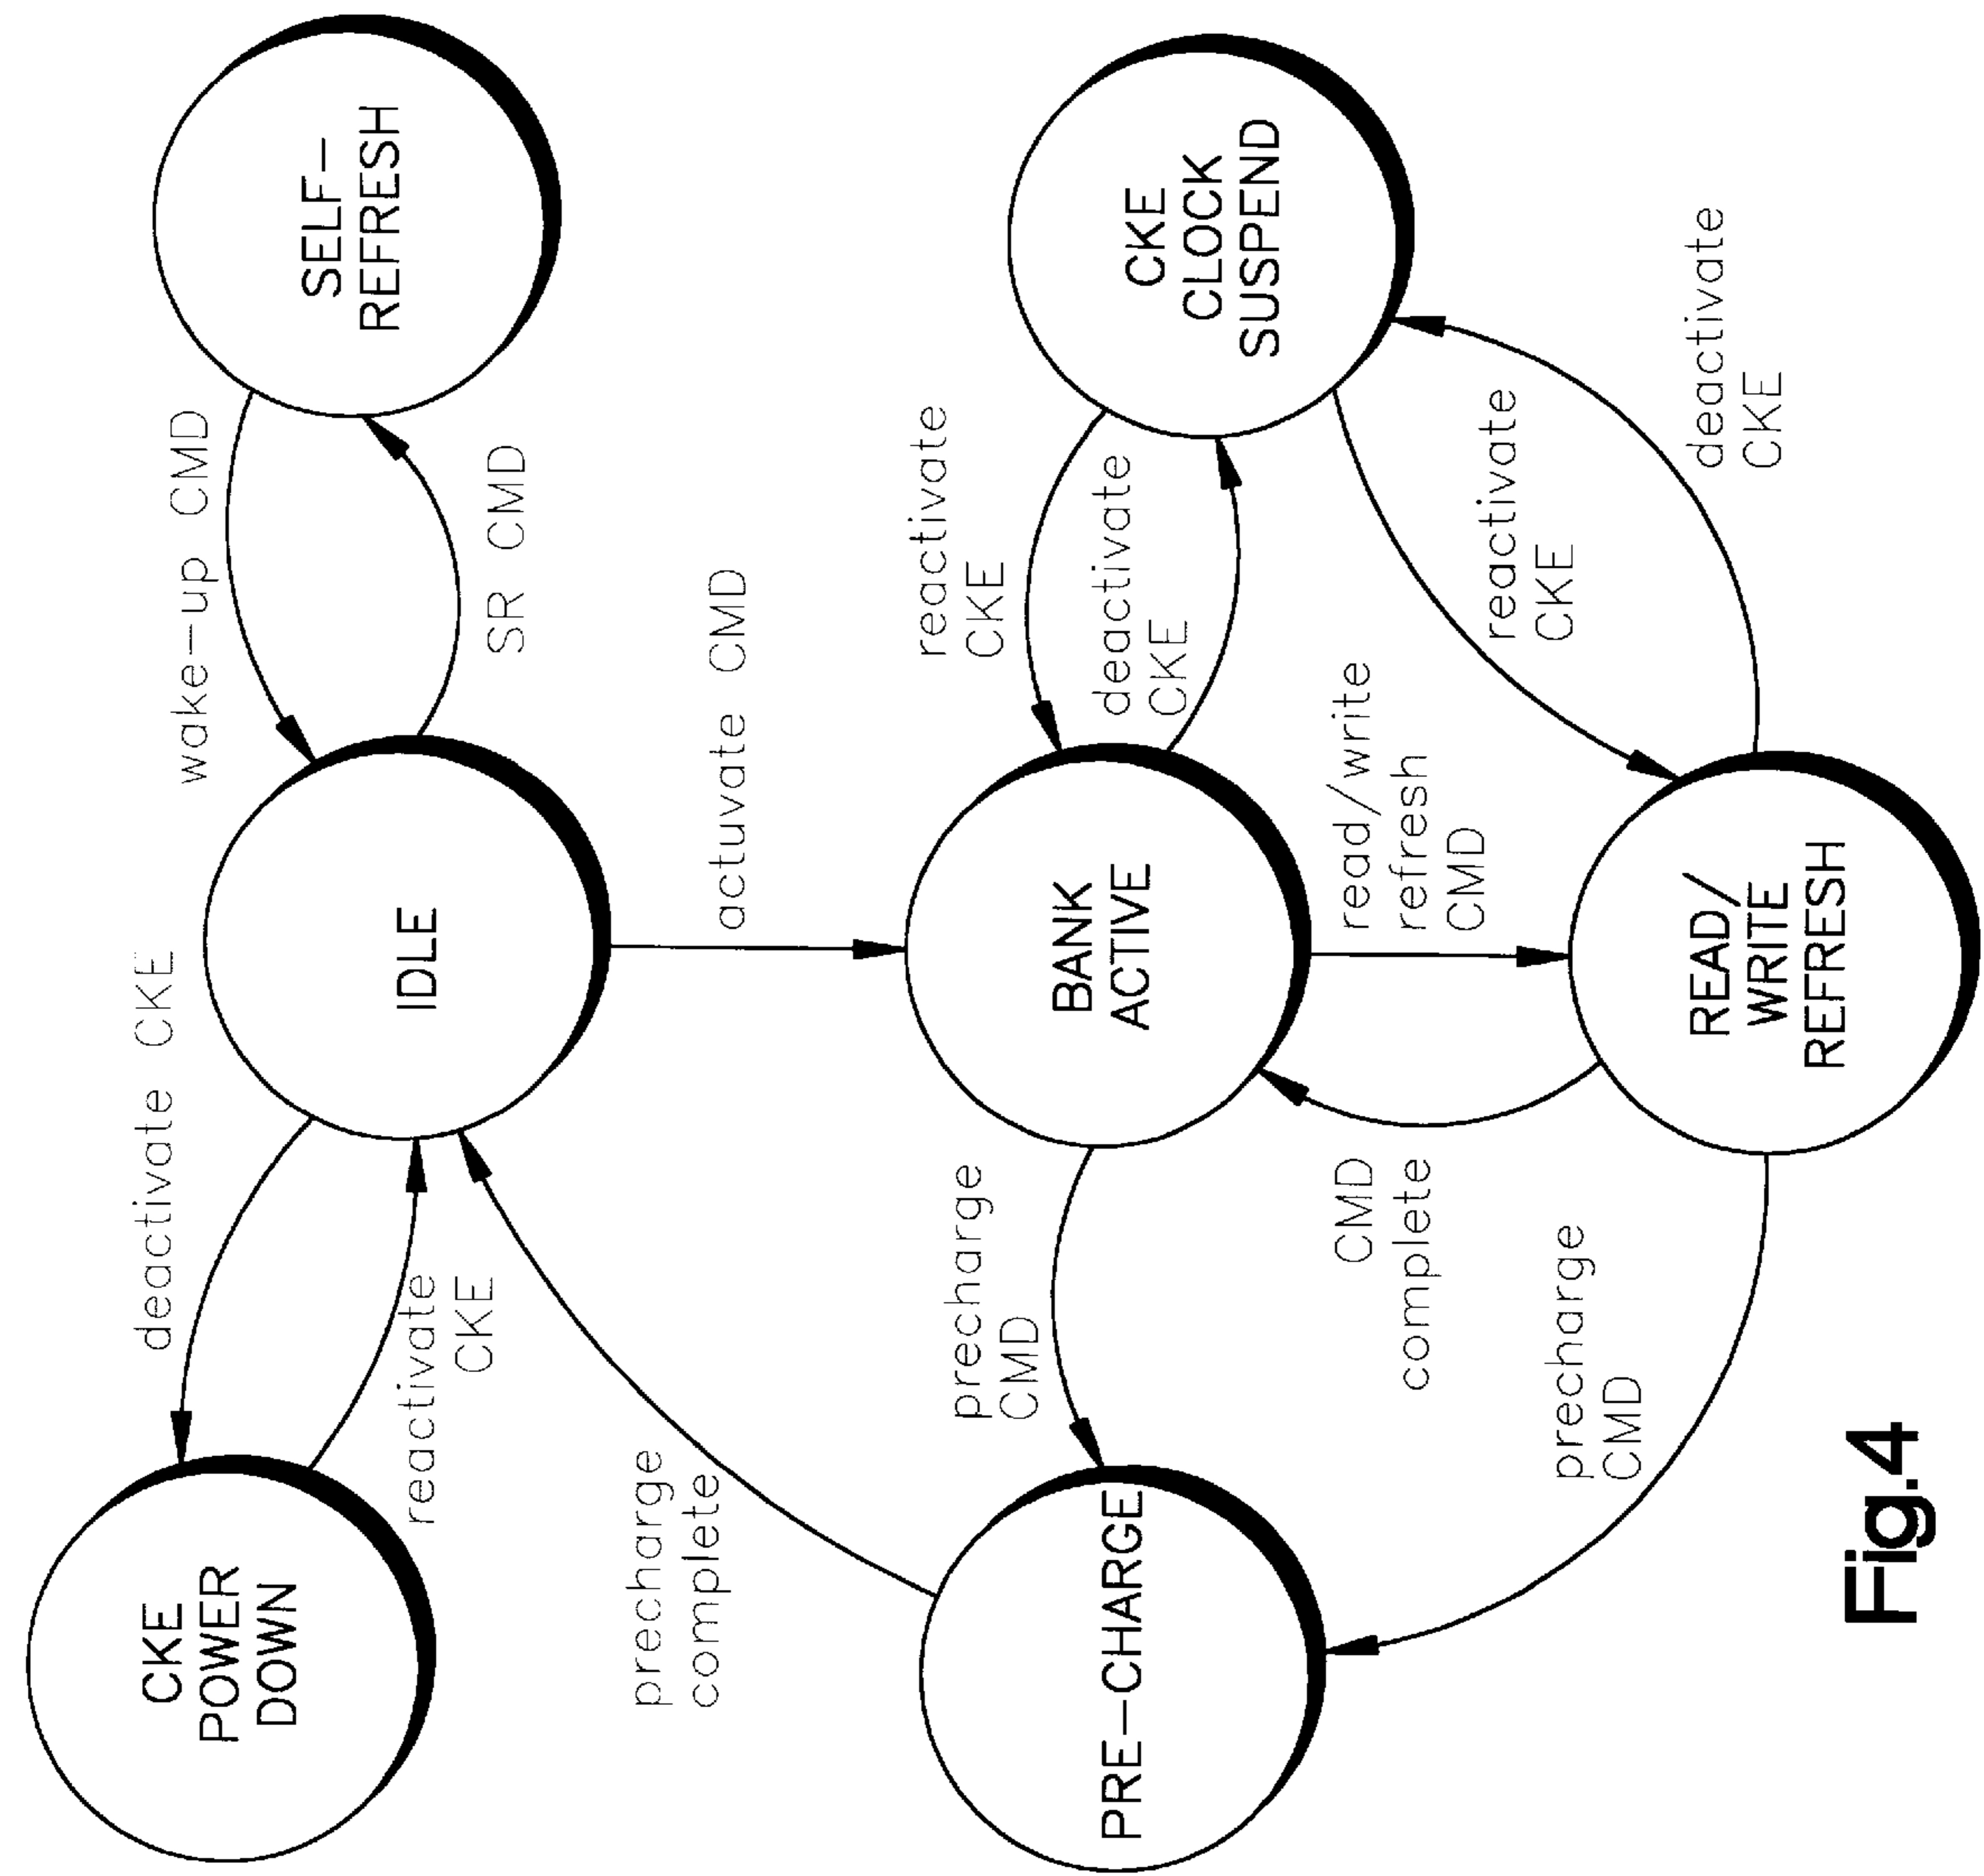 CKE
POWER
DOWN
deactivate CKE
reactivate
CKE
IDLE
wake-up CMD
SR CMD
SELF-
REFRESH
precharge
complete
actuvate CMD
PRE-CHARGE
precharge
CMD
BANK
ACTIVE
reactivate
CKE
deactivate
CKE
CKE
CLOCK
SUSPEND
CMD
complete
read/write
refresh
CMD
reactivate
CKE
precharge
CMD
READ/
WRITE
REFRESH
deactivate
CKE
Fig.4